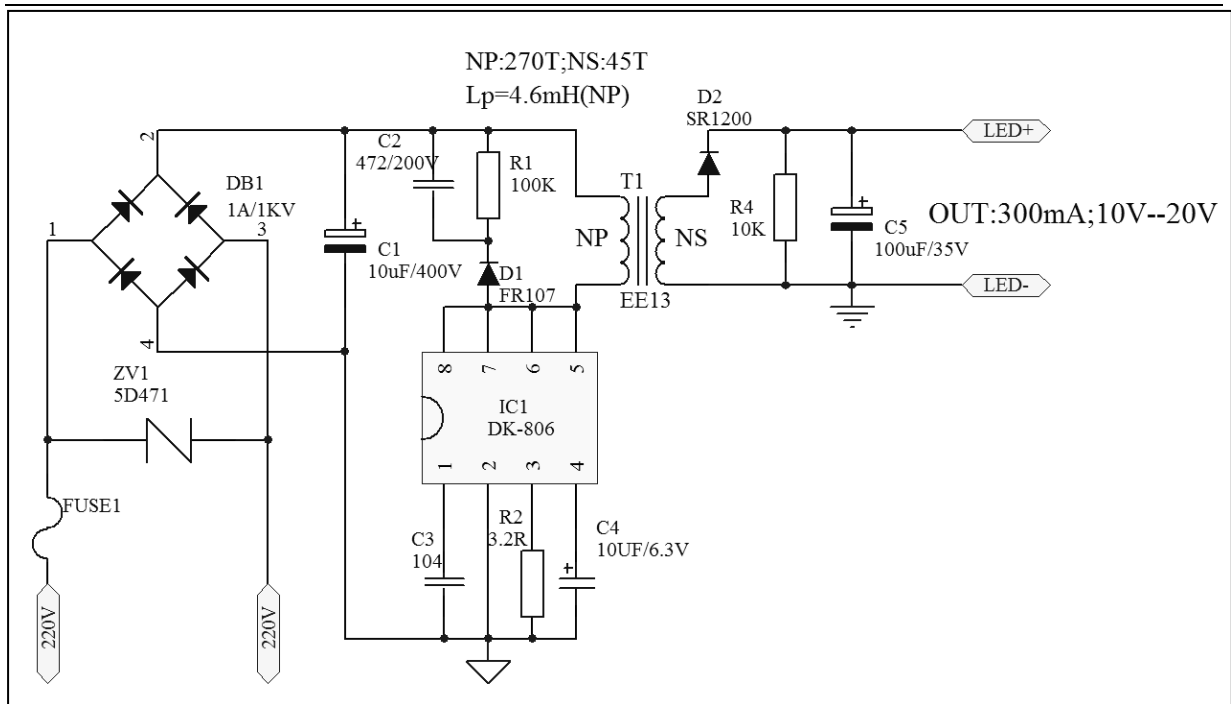 NP:270T;NS:45T
Lp=4.6mH(NP)
D2
SR1200
2
C2
472/200V
R1
100K
LED+
DB1
1A/1KV
T1
1
3
R4
10K
OUT:300mA;10V--20V
NP
NS
C1
10uF/400V
C5
100uF/35V
D1
FR107
EE13
LED-
4
8
7
6
5
ZV1
5D471
IC1
DK-806
1
2
3
4
FUSE1
R2
3.2R
C4
10UF/6.3V
C3
104
220V
220V